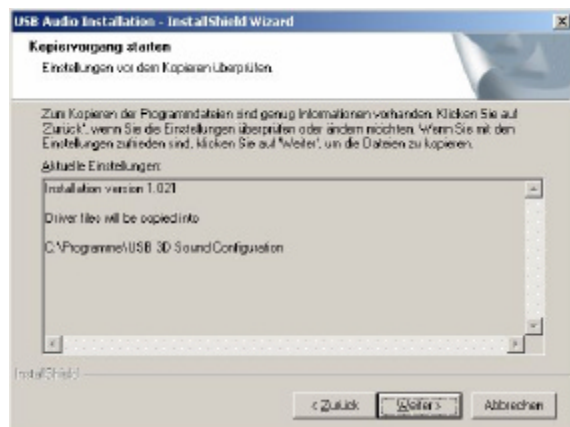 USB Audio Installation - InstallShield Wizard
Kopiervorgang starten
Einstellungen vor dem Kopieren überprüfen.
Zum Kopieren der Programmdateien sind genug Informationen vorhanden. Klicken Sie auf
'Zurück', wenn Sie die Einstellungen überprüfen oder ändern möchten. Wenn Sie mit den
Einstellungen zufrieden sind, klicken Sie auf 'Weiter', um die Dateien zu kopieren.
Aktuelle Einstellungen:
Installation version 1.021
Driver files will be copied into
C:\Programme\USB 3D Sound Configuration
InstallShield
< Zurück Weiter > Abbrechen